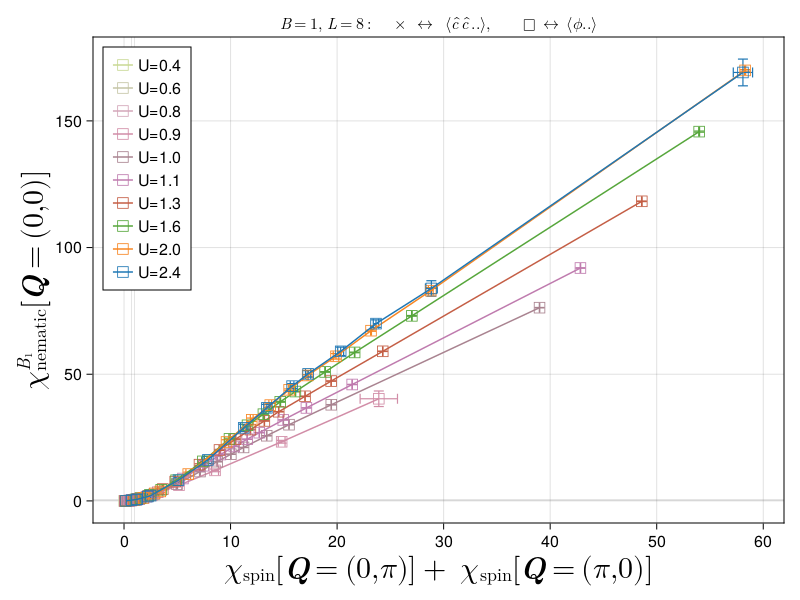 B = 1, L = 8 : × ↔ ⟨ĉ ĉ ..⟩, □ ↔ ⟨ϕ..⟩
U=0.4
U=0.6
U=0.8
U=0.9
U=1.0
U=1.1
U=1.3
U=1.6
U=2.0
U=2.4
150
100
50
0
χ^{B₁}_{nematic}[Q = (0,0)]
0 10 20 30 40 50 60
χ_{spin}[Q = (0,π)] + χ_{spin}[Q = (π,0)]